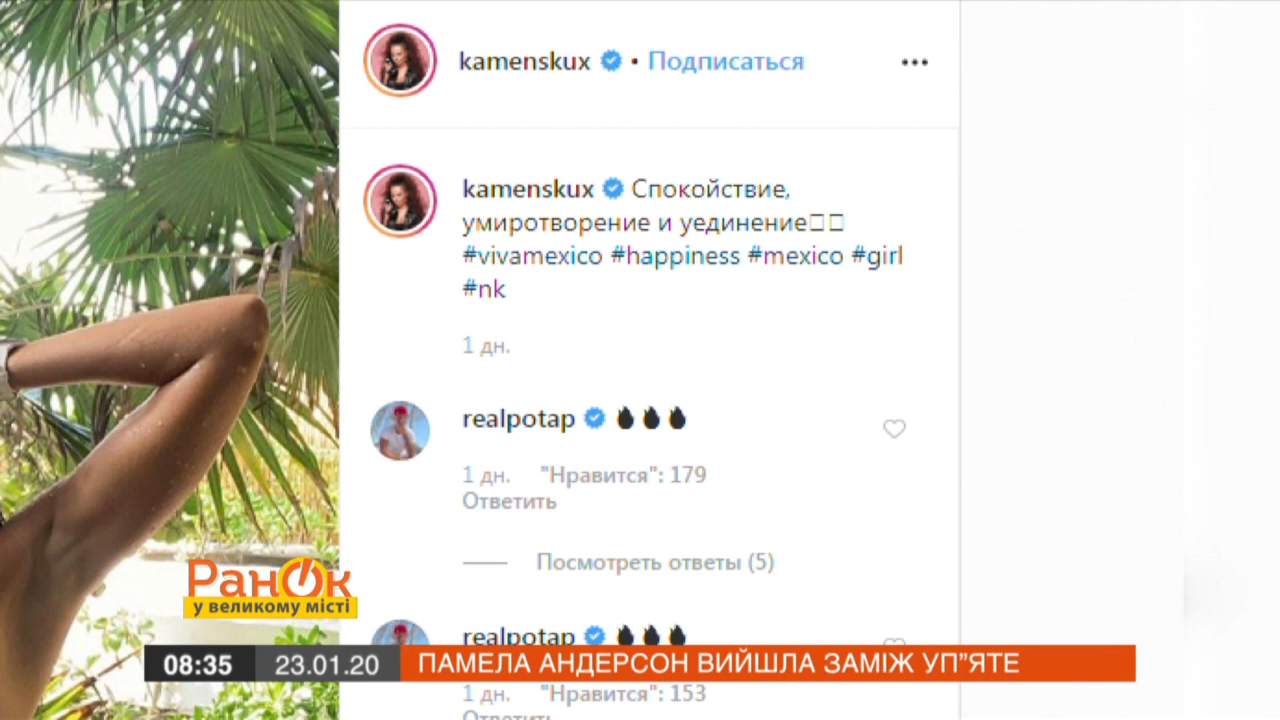 kamenskux • Подписаться
kamenskux Спокойствие,
умиротворение и уединение
#vivamexico #happiness #mexico #girl
#nk
1 дн.
realpotap
1 дн. "Нравится": 179
Ответить
Посмотреть ответы (5)
РанОк
у великому місті
realpotap
08:35 23.01.20 ПАМЕЛА АНДЕРСОН ВИЙШЛА ЗАМІЖ УП”ЯТЕ
1 дн. "Нравится": 153
Ответить